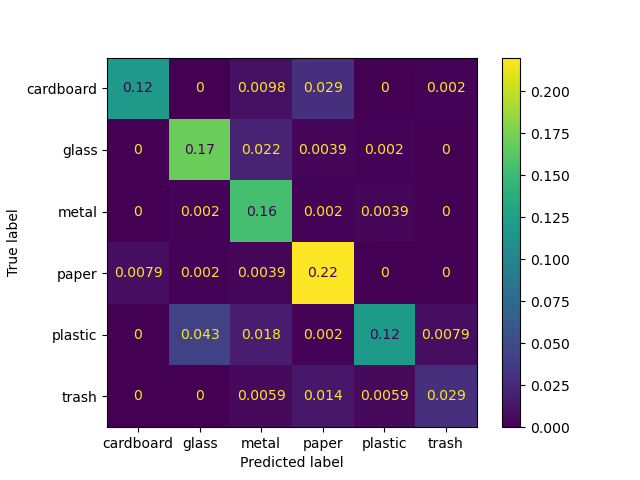 cardboard 0.12 0 0.0098 0.029 0 0.002
glass 0 0.17 0.022 0.0039 0.002 0
metal 0 0.002 0.16 0.002 0.0039 0
paper 0.0079 0.002 0.0039 0.22 0 0
plastic 0 0.043 0.018 0.002 0.12 0.0079
trash 0 0 0.0059 0.014 0.0059 0.029
cardboard glass metal paper plastic trash
Predicted label
True label
0.200
0.175
0.150
0.125
0.100
0.075
0.050
0.025
0.000